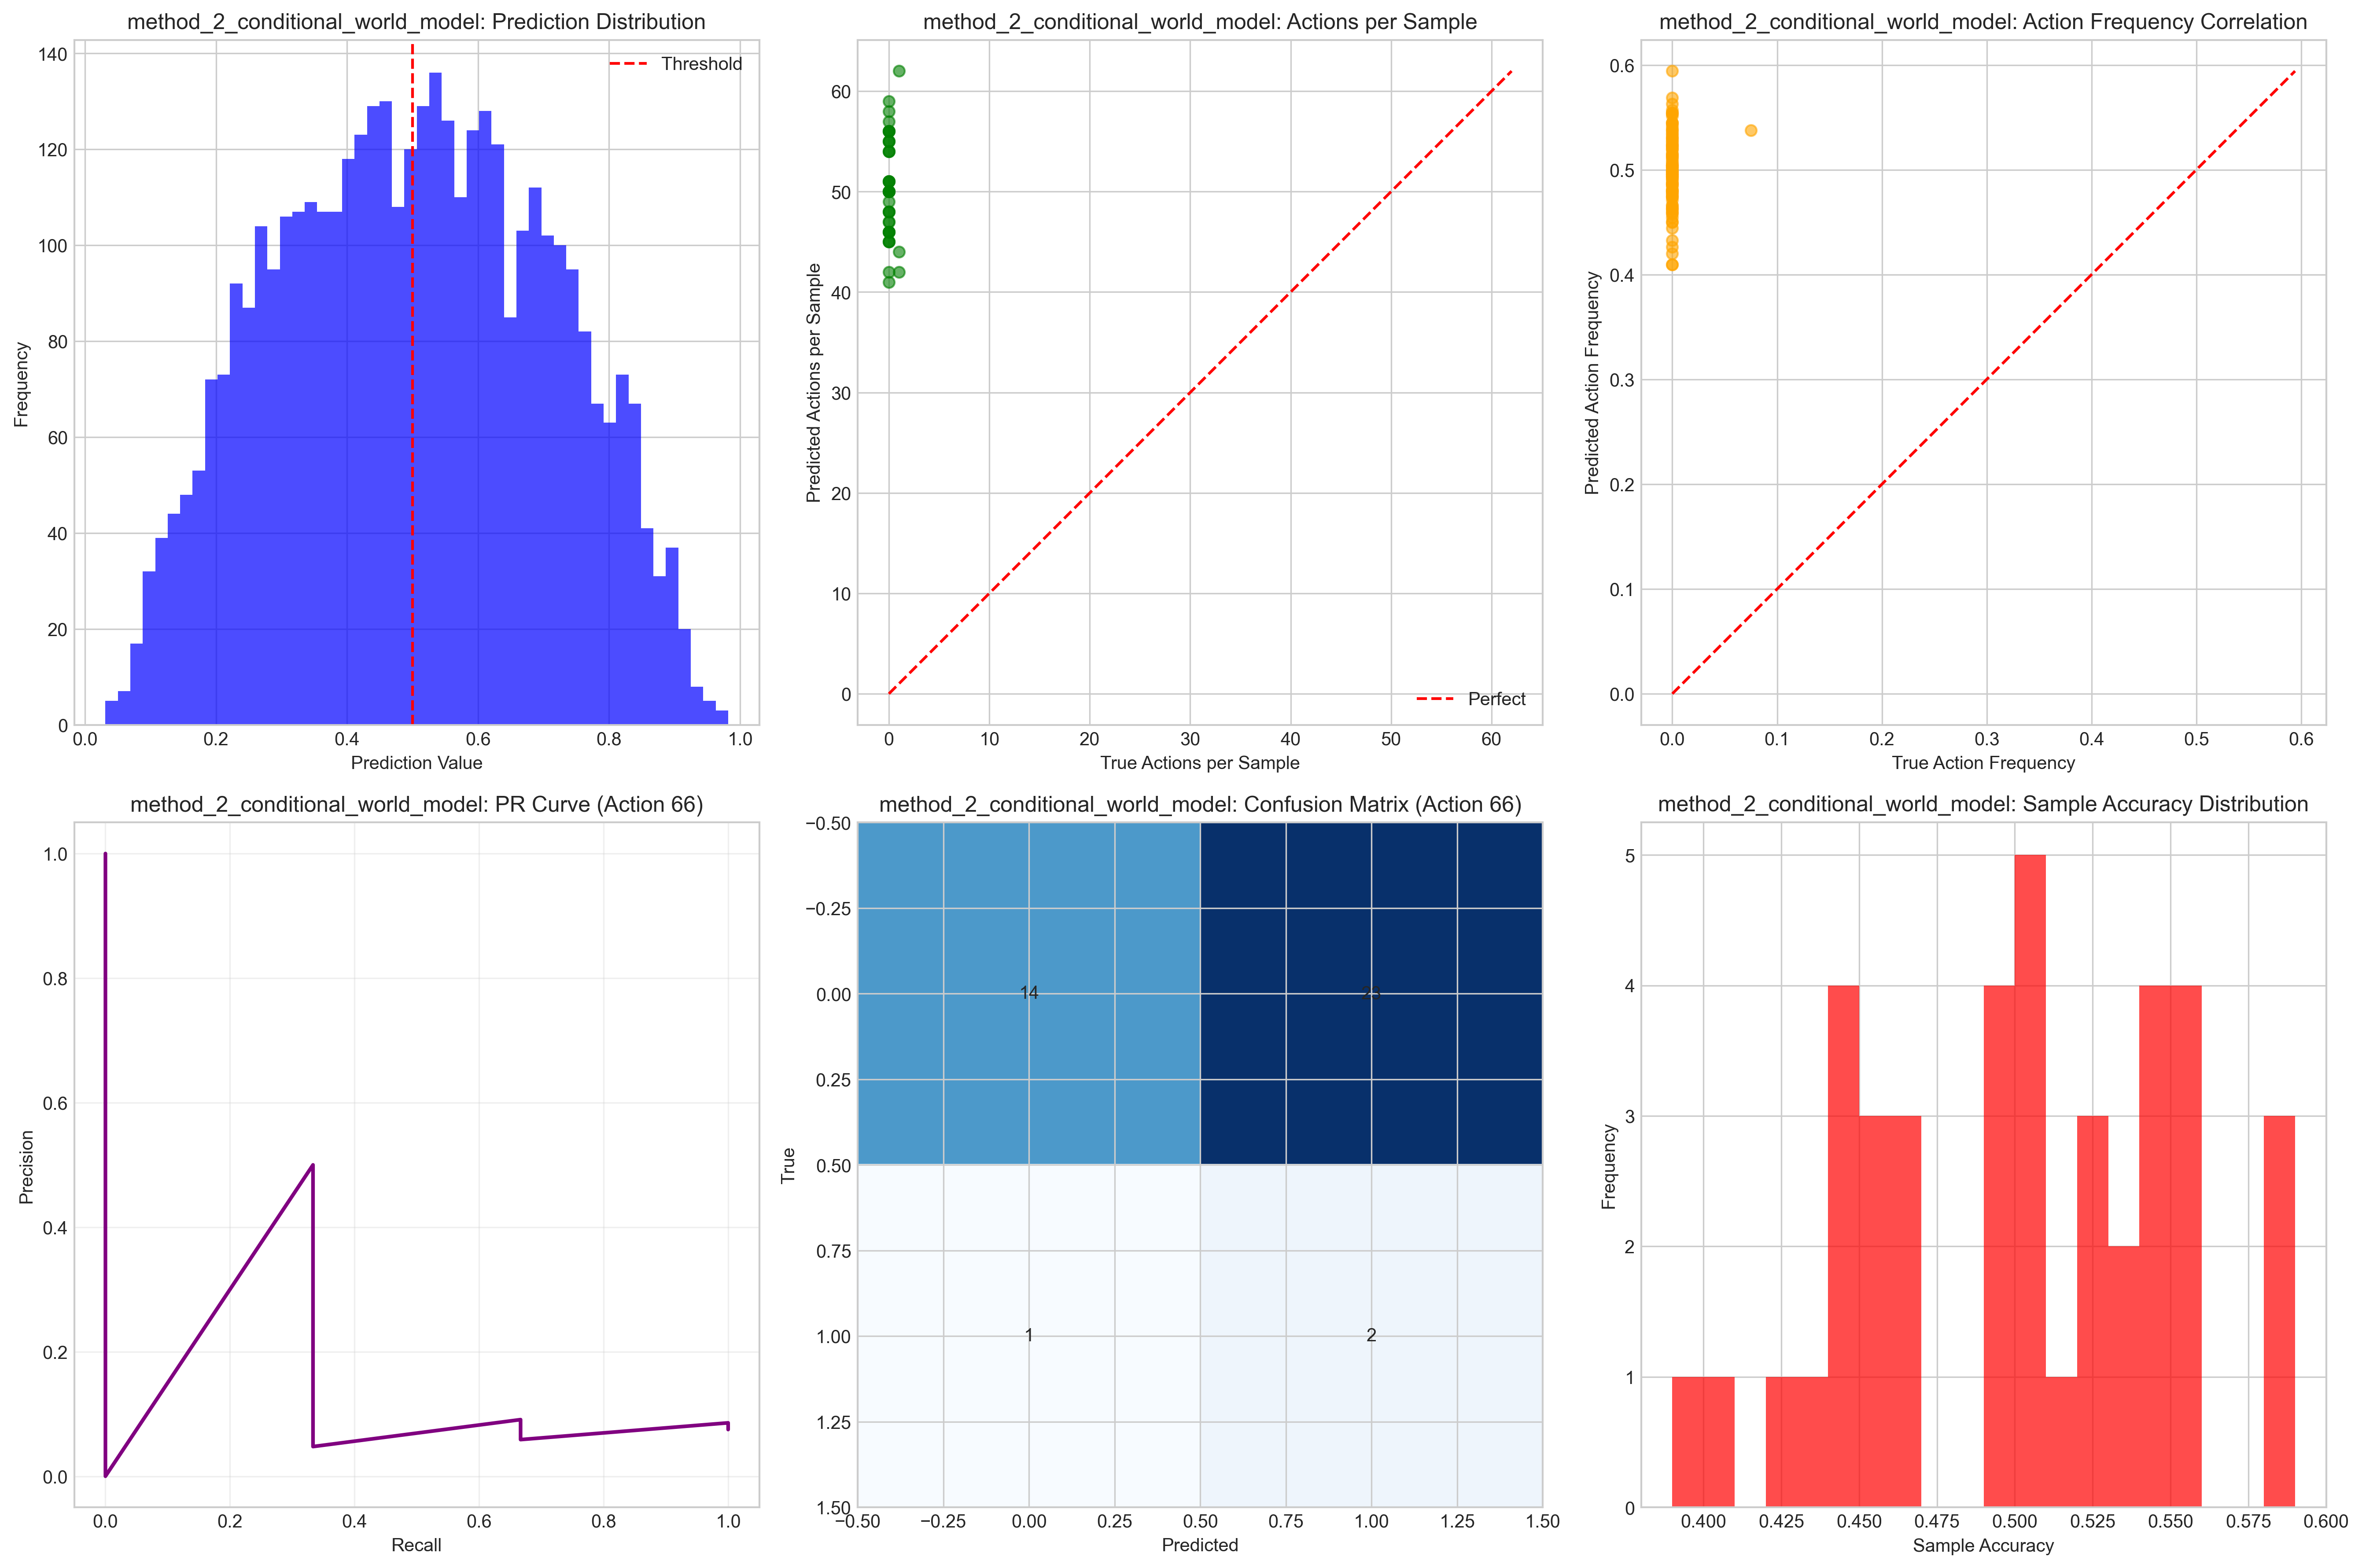 method_2_conditional_world_model: Prediction Distribution
Frequency
140
120
100
80
60
40
20
0
Threshold
0.0 0.2 0.4 0.6 0.8 1.0
Prediction Value
method_2_conditional_world_model: Actions per Sample
Predicted Actions per Sample
60
50
40
30
20
10
0
Perfect
0 10 20 30 40 50 60
True Actions per Sample
method_2_conditional_world_model: Action Frequency Correlation
Predicted Action Frequency
0.6
0.5
0.4
0.3
0.2
0.1
0.0
0.0 0.1 0.2 0.3 0.4 0.5 0.6
True Action Frequency
method_2_conditional_world_model: PR Curve (Action 66)
Precision
1.0
0.8
0.6
0.4
0.2
0.0
0.0 0.2 0.4 0.6 0.8 1.0
Recall
method_2_conditional_world_model: Confusion Matrix (Action 66)
True
−0.50
−0.25
0.00
0.25
0.50
0.75
1.00
1.25
1.50
14 23
1 2
−0.50 −0.25 0.00 0.25 0.50 0.75 1.00 1.25 1.50
Predicted
method_2_conditional_world_model: Sample Accuracy Distribution
Frequency
5
4
3
2
1
0
0.400 0.425 0.450 0.475 0.500 0.525 0.550 0.575 0.600
Sample Accuracy